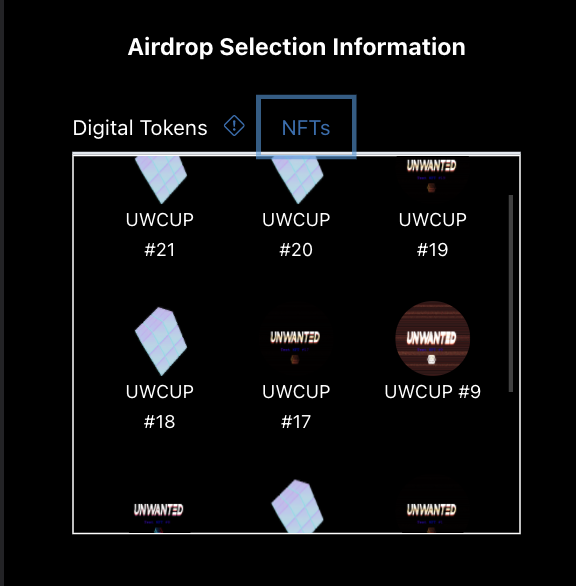 Airdrop Selection Information
Digital Tokens NFTs
UNWANTED
UWCUP
#21
UWCUP
#20
UWCUP
#19
UNWANTED
UNWANTED
UWCUP
#18
UWCUP
#17
UWCUP #9
UNWANTED
UNWANTED